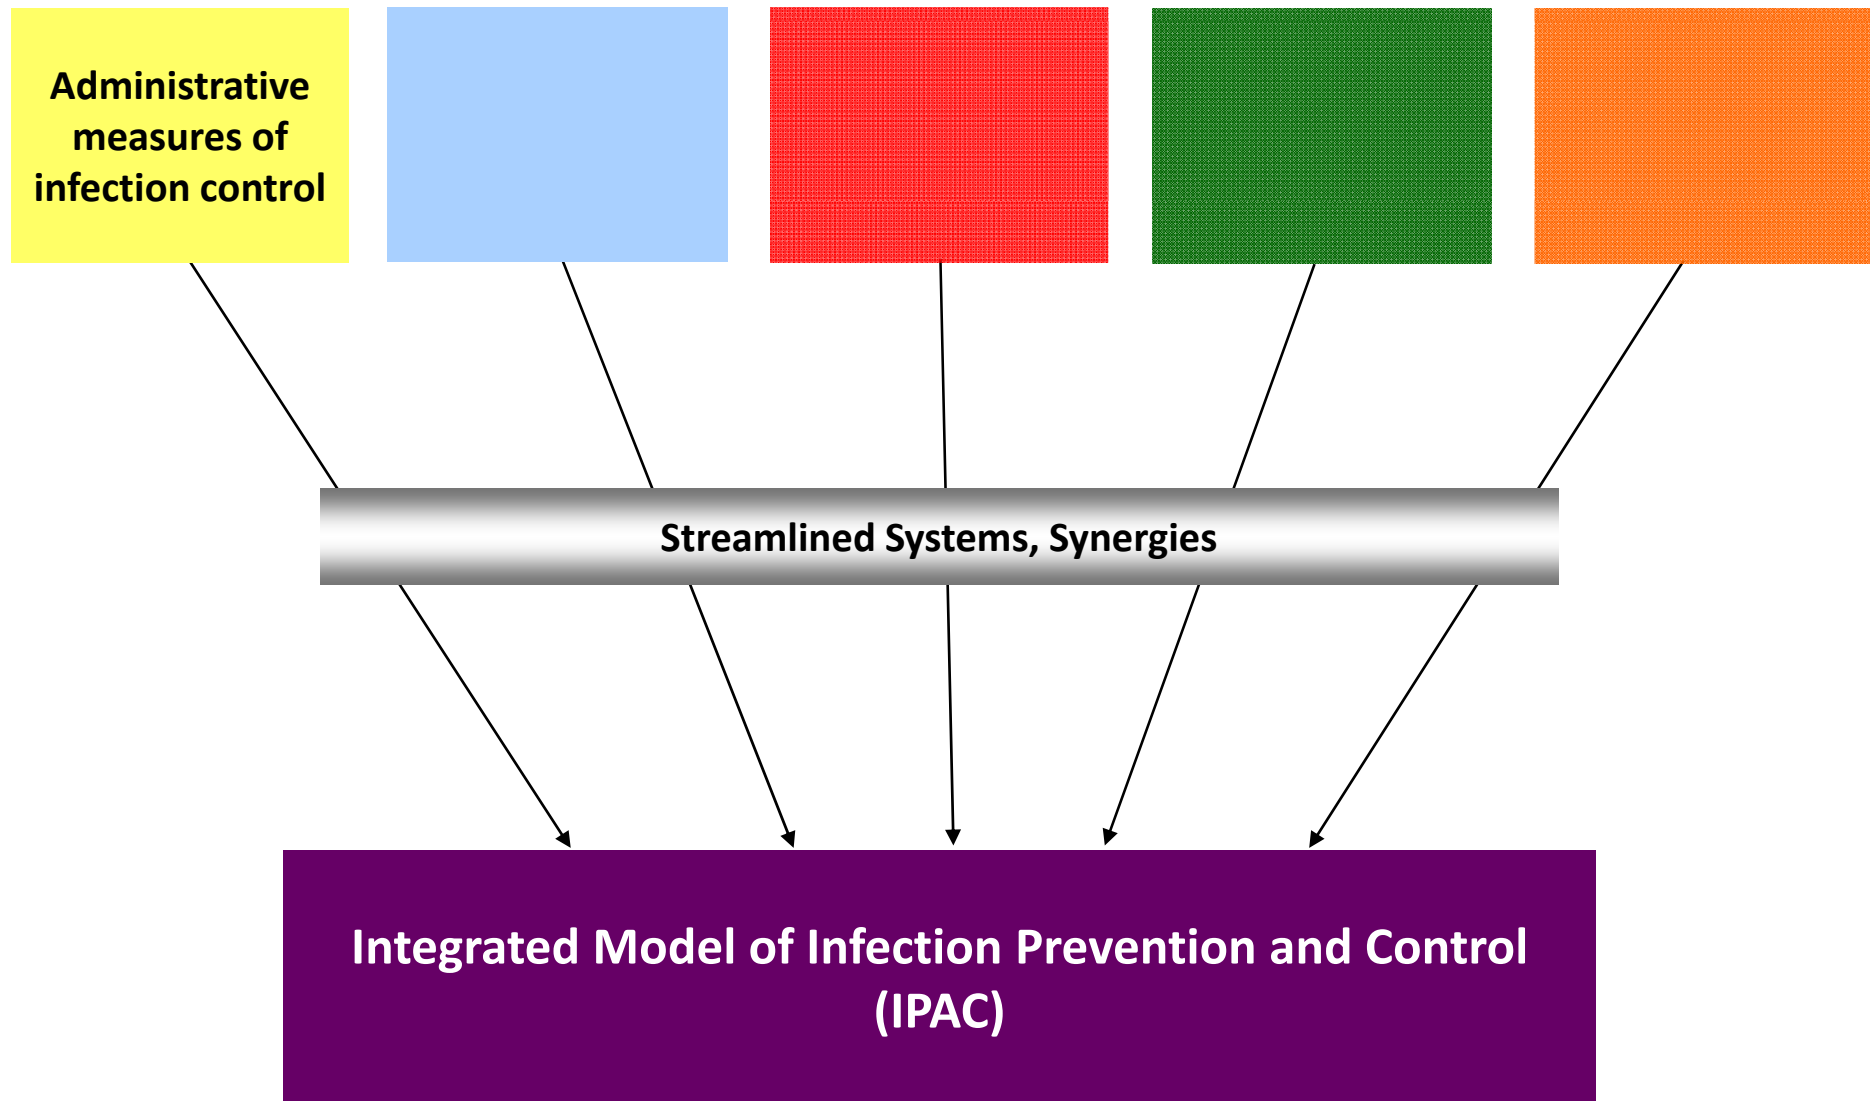 Administrative
measures of
infection control
Streamlined Systems, Synergies
Integrated Model of Infection Prevention and Control
(IPAC)